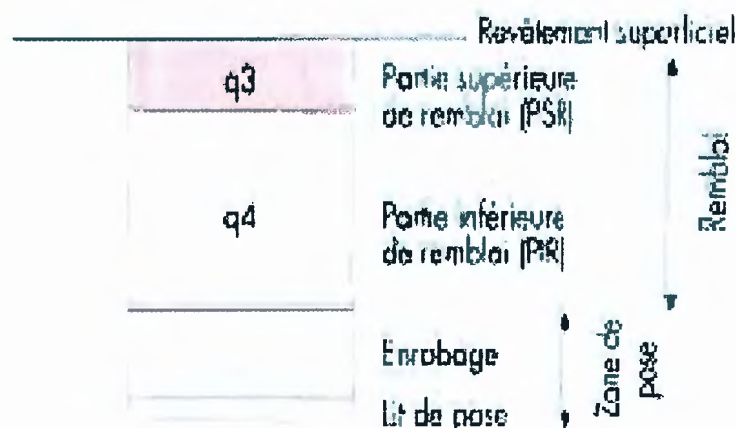 Revêtement superficiel
q3
Partie supérieure
de remblai (PSR)
Remblai
q4
Partie inférieure
de remblai (PIR)
Enrobage
Zone de
pose
Lit de pose